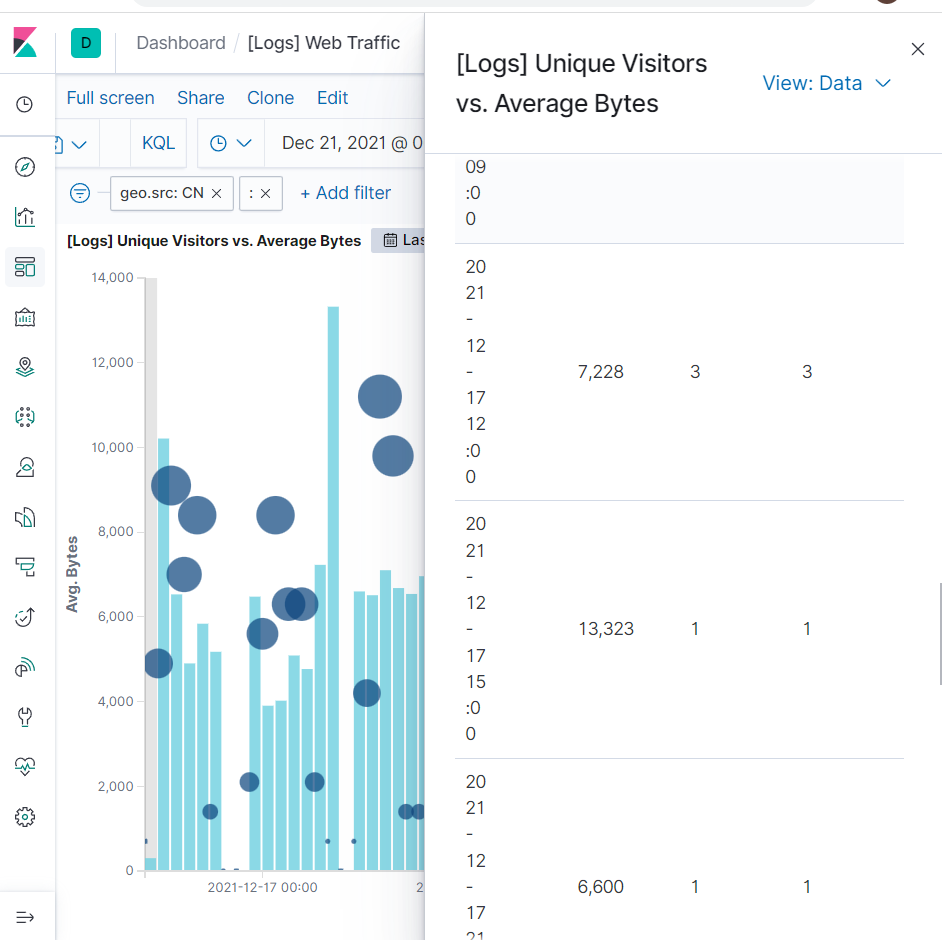 D
Dashboard / [Logs] Web Traffic
Full screen Share Clone Edit
KQL
Dec 21, 2021 @ 0
geo.src: CN
:
+ Add filter
[Logs] Unique Visitors vs. Average Bytes
Las
14,000
12,000
10,000
8,000
6,000
4,000
2,000
0
Avg. Bytes
2021-12-17 00:00
2
[Logs] Unique Visitors
vs. Average Bytes
View: Data
09
:0
0
20
21
-
12
-
17
12
:0
0
7,228 3 3
20
21
-
12
-
17
15
:0
0
13,323 1 1
20
21
-
12
-
17
21
6,600 1 1